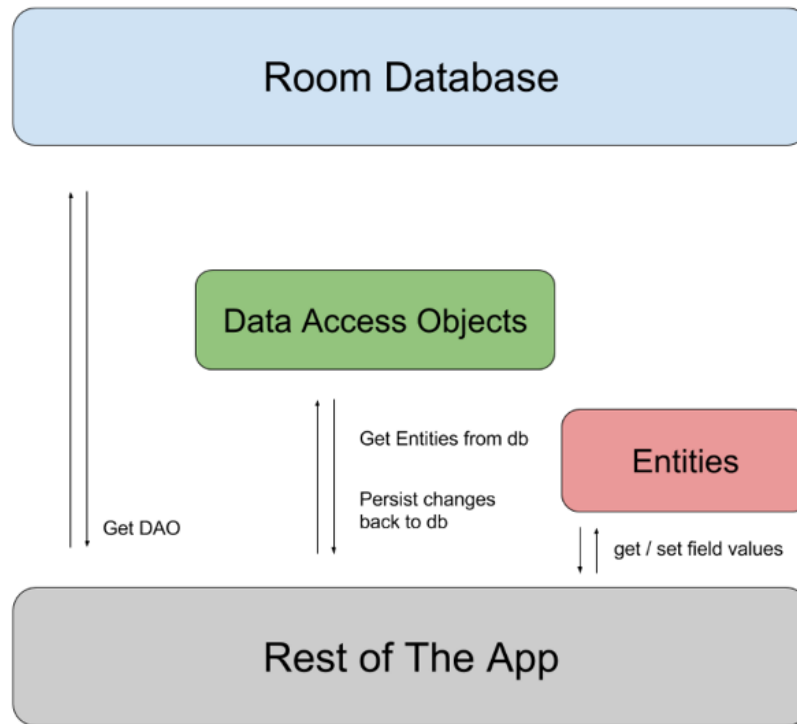 Room Database
Data Access Objects
Get Entities from db
Entities
Persist changes
back to db
Get DAO
get / set field values
Rest of The App